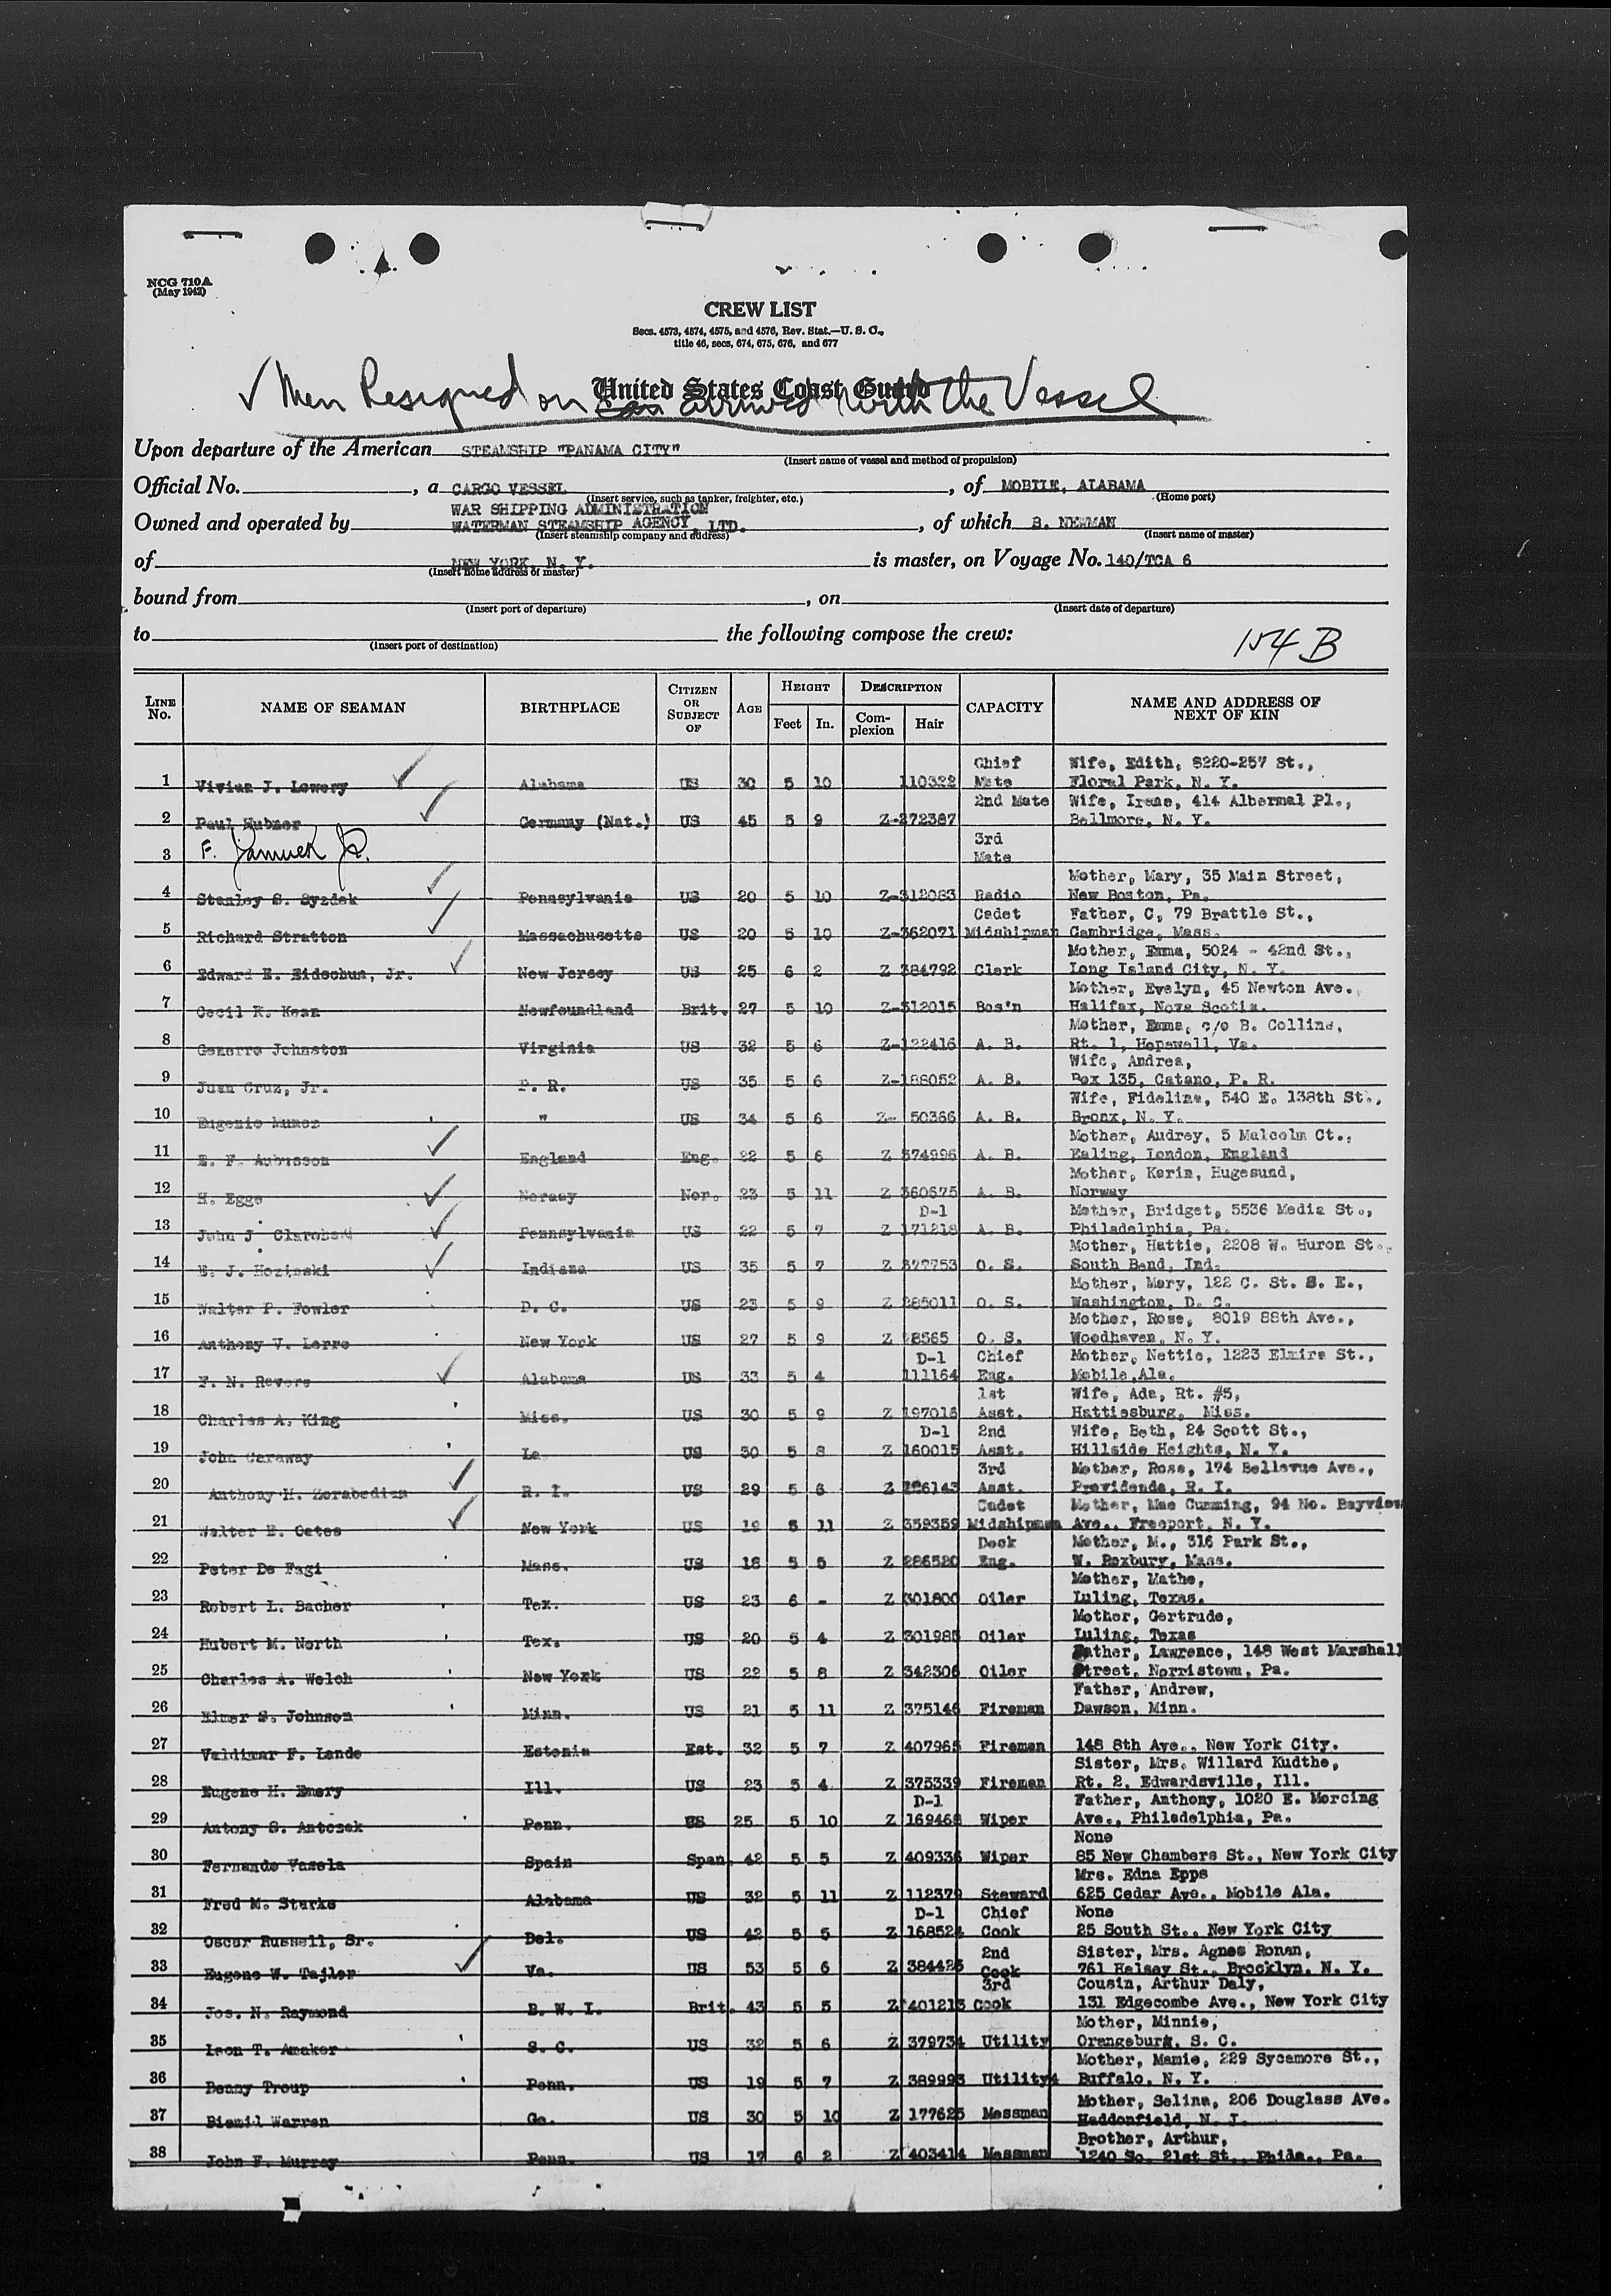 NCG 710A
(May 1942)
CREW LIST
Secs. 4573, 4574, 4575, and 4576, Rev. Stat.—U. S. C.,
title 46, secs, 674, 675, 676, and 677
United States Coast Guard
✓ Men Resigned on arrived with the Vessel
Upon departure of the American STEAMSHIP "PANAMA CITY"
(Insert name of vessel and method of propulsion)
Official No. , a CARGO VESSEL , of MOBILE, ALABAMA
(Insert service, such as tanker, freighter, etc.) (Home port)
WAR SHIPPING ADMINISTRATION
Owned and operated by WATERMAN STEAMSHIP AGENCY, LTD. , of which B. NEWMAN
(Insert steamship company and address) (Insert name of master)
of NEW YORK, N. Y. is master, on Voyage No. 140/TCA 6
(Insert home address of master)
bound from , on
(Insert port of departure) (Insert date of departure)
to the following compose the crew:
(Insert port of destination)
154 B
LINE No. NAME OF SEAMAN BIRTHPLACE CITIZEN OR SUBJECT OF AGE HEIGHT Feet In. DESCRIPTION Complexion Hair CAPACITY NAME AND ADDRESS OF NEXT OF KIN
Chief Wife, Edith, 8220-257 St.,
1 Vivian J. Lowery Alabama US 30 5 10 110322 Mate Floral Park, N. Y.
2nd Mate Wife, Irene, 414 Albermal Pl.,
2 Paul Hubner Germany (Nat.) US 45 5 9 Z-272387 Bellmore, N. Y.
3rd
3 F. Jr. Mate
Mother, Mary, 35 Main Street,
4 Stanley S. Syzdek Pennsylvania US 20 5 10 Z-312083 Radio New Boston, Pa.
Cadet Father, C, 79 Brattle St.,
5 Richard Stratton Massachusetts US 20 5 10 Z-362071 Midshipman Cambridge, Mass.
Mother, Emma, 5024 - 42nd St.,
6 Edward E. Eidschun, Jr. New Jersey US 25 6 2 Z 384792 Clerk Long Island City, N. Y.
Mother, Evelyn, 45 Newton Ave.
7 Cecil R. Kean Newfoundland Brit. 27 5 10 Z-312015 Bos'n Halifax, Nova Scotia.
Mother, Emma, c/o B. Collins,
8 Genarro Johnston Virginia US 32 5 6 Z-122416 A. B. Rt. 1, Hopewell, Va.
Wife, Andrea,
9 Juan Cruz, Jr. P. R. US 35 5 6 Z-188052 A. B. Box 135, Catano, P. R.
Wife, Fideline, 540 E. 138th St.,
10 Eugenio Munoz " US 34 5 6 Z- 50366 A. B. Bronx, N. Y.
Mother, Audrey, 5 Malcolm Ct.,
11 E. F. Aubusson England Eng. 22 5 6 Z 374996 A. B. Ealing, London, England
Mother, Karin, Hugesund,
12 H. Egge Norway Nor. 23 5 11 Z 360675 A. B. Norway
D-1 Mother, Bridget, 5536 Media St.,
13 John J Pennsylvania US 22 5 7 Z 171218 A. B. Philadelphia, Pa.
Mother, Hattie, 2208 W. Huron St.,
14 E. J. Hozinski Indiana US 35 5 7 Z 377753 O. S. South Bend, Ind.
Mother, Mary, 122 C. St. S. E.,
15 Walter P. Fowler D. C. US 23 5 9 Z 285011 O. S. Washington, D. C.
Mother, Rose, 8019 88th Ave.,
16 Anthony V. Lorre New York US 27 5 9 Z 8565 O. S. Woodhaven, N. Y.
D-1 Chief Mother, Nettie, 1223 Elmira St.,
17 F. N. Revere Alabama US 33 5 4 111164 Eng. Mobile,Ala.
1st Wife, Ada, Rt. #5,
18 Charles A. King Miss. US 30 5 9 Z 197016 Asst. Hattiesburg, Miss.
D-1 2nd Wife, Beth, 24 Scott St.,
19 John Caraway La US 30 5 8 Z 160015 Asst. Hillside Heights, N. Y.
3rd Mother, Rose, 174 Bellevue Ave.,
20 Anthony H. Zorabedian R. I. US 29 5 6 Z 226143 Asst. Providende, R. I.
Cadet Mother, Mae Cumming, 94 No. Bayview
21 Walter E. Cates New York US 19 5 11 Z 359359 Midshipman Ave., Freeport, N. Y.
Deck Mother, M., 316 Park St.,
22 Peter De Fagi Mass. US 18 5 5 Z 286520 Eng. W. Roxbury, Mass.
Mother, Mathe,
23 Robert L. Bacher Tex. US 23 6 - Z 301800 Oiler Luling, Texas.
Mother, Gertrude,
24 Hubert M. North Tex. US 20 5 4 Z 301985 Oiler Luling, Texas
Father, Lawrence, 148 West Marshall
25 Charles A. Welch New York US 22 5 8 Z 342306 Oiler Street, Norristown, Pa.
Father, Andrew,
26 Elmer S. Johnson Minn. US 21 5 11 Z 375146 Fireman Dawson, Minn.
27 Valdimar F. Lande Estonia Est. 32 5 7 Z 407965 Fireman 148 8th Ave., New York City.
Sister, Mrs. Willard Kudthe,
28 Eugene H. Emery Ill. US 23 5 4 Z 375339 Fireman Rt. 2, Edwardsville, Ill.
D-1 Father, Anthony, 1020 E. Morcing
29 Antony S. Antczak Penn. US 25 5 10 Z 169468 Wiper Ave., Philadelphia, Pa.
None
30 Fernando Vasela Spain Span. 42 5 5 Z 409336 Wiper 85 New Chambers St., New York City
Mrs. Edna Epps
31 Fred M. Starke Alabama US 32 5 11 Z 112379 Steward 625 Cedar Ave., Mobile Ala.
D-1 Chief None
32 Oscar Russell, Sr. Del. US 42 5 5 Z 168524 Cook 25 South St., New York City
2nd Sister, Mrs. Agnes Ronan,
33 Eugene W. Tajler Va. US 53 5 6 Z 384425 Cook 761 Halsey St., Brooklyn, N. Y.
3rd Cousin, Arthur Daly,
34 Jos. N. Raymond B. W. I. Brit. 43 5 5 Z 401213 Cook 131 Edgecombe Ave., New York City
Mother, Minnie,
35 Leon T. Amaker S. C. US 32 5 6 Z 379734 Utility Orangeburg, S. C.
Mother, Mamie, 229 Sycamore St.,
36 Benny Troup Penn. US 19 5 7 Z 389993 Utility Buffalo, N. Y.
Mother, Selina, 206 Douglass Ave.
37 Biemil Warren Ga. US 30 5 10 Z 177625 Messman Haddonfield, N. J.
Brother, Arthur,
38 John F. Murray Penn. US 17 6 2 Z 403414 Messman 1240 So. 21st St., Phida., Pa.